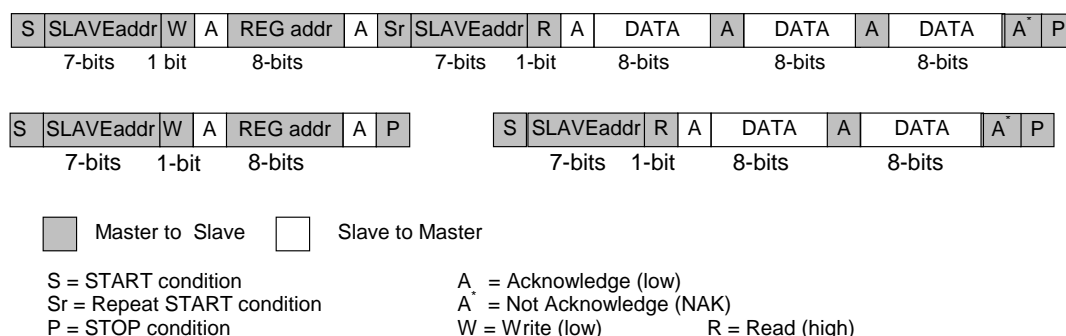 S SLAVEaddr W A REG addr A Sr SLAVEaddr R A DATA A DATA A DATA A* P
7-bits 1 bit 8-bits 7-bits 1-bit 8-bits 8-bits 8-bits
S SLAVEaddr W A REG addr A P S SLAVEaddr R A DATA A DATA A* P
7-bits 1-bit 8-bits 7-bits 1-bit 8-bits 8-bits
Master to Slave Slave to Master
S = START condition A = Acknowledge (low)
Sr = Repeat START condition A* = Not Acknowledge (NAK)
P = STOP condition W = Write (low) R = Read (high)